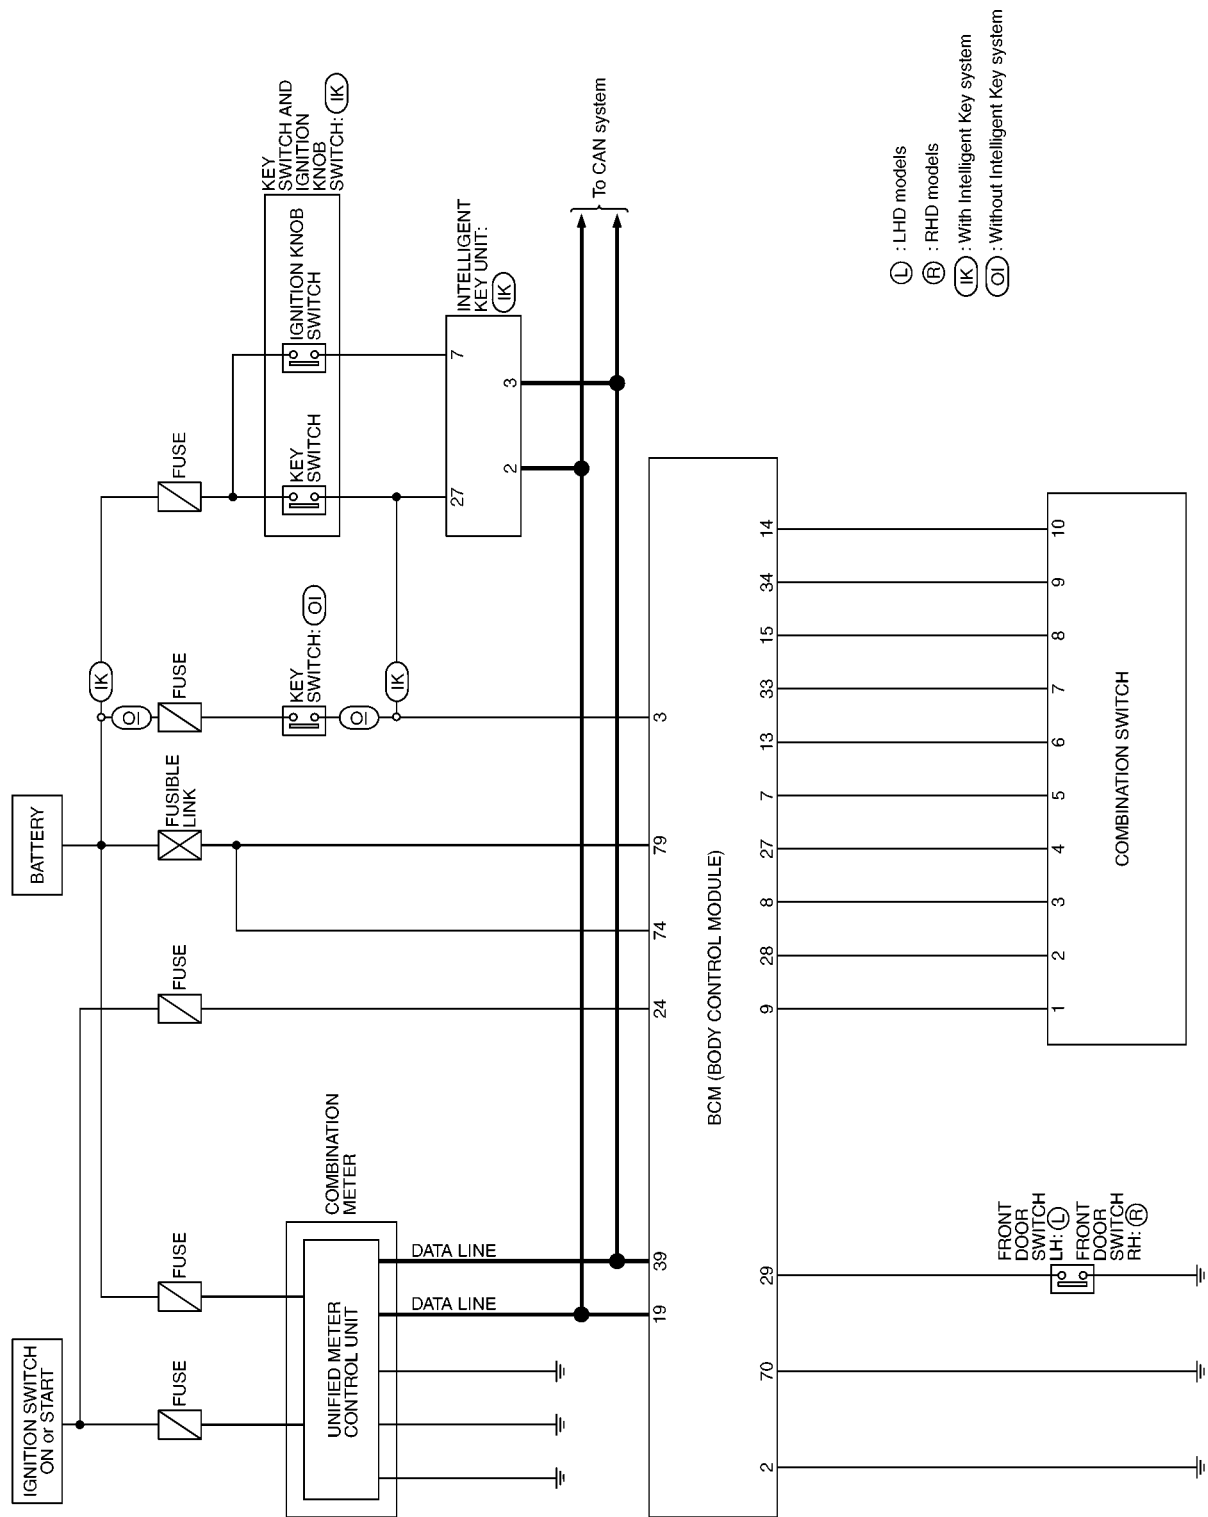 IGNITION SWITCH
ON or START
BATTERY
FUSE
FUSE
FUSE
FUSIBLE
LINK
FUSE
FUSE
IK
OI
KEY
SWITCH: OI
OI
IK
KEY
SWITCH
IGNITION KNOB
SWITCH
KEY
SWITCH AND
IGNITION
KNOB
SWITCH: IK
COMBINATION
METER
UNIFIED METER
CONTROL UNIT
DATA LINE
DATA LINE
INTELLIGENT
KEY UNIT:
IK
27
7
2
3
To CAN system
19
39
24
74
79
3
BCM (BODY CONTROL MODULE)
2
70
29
9
28
8
27
7
13
33
15
34
14
FRONT
DOOR
SWITCH
LH: L
FRONT
DOOR
SWITCH
RH: R
1
2
3
4
5
6
7
8
9
10
COMBINATION SWITCH
L : LHD models
R : RHD models
IK : With Intelligent Key system
OI : Without Intelligent Key system